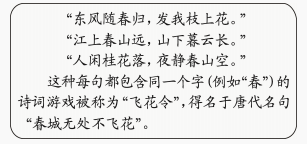 “东风随春归，发我枝上花。”
“江上春山远，山下暮云长。”
“人闲桂花落，夜静春山空。”
这种每句都包含同一个字(例如“春”)的
诗词游戏被称为“飞花令”，得名于唐代名句
“春城无处不飞花”。